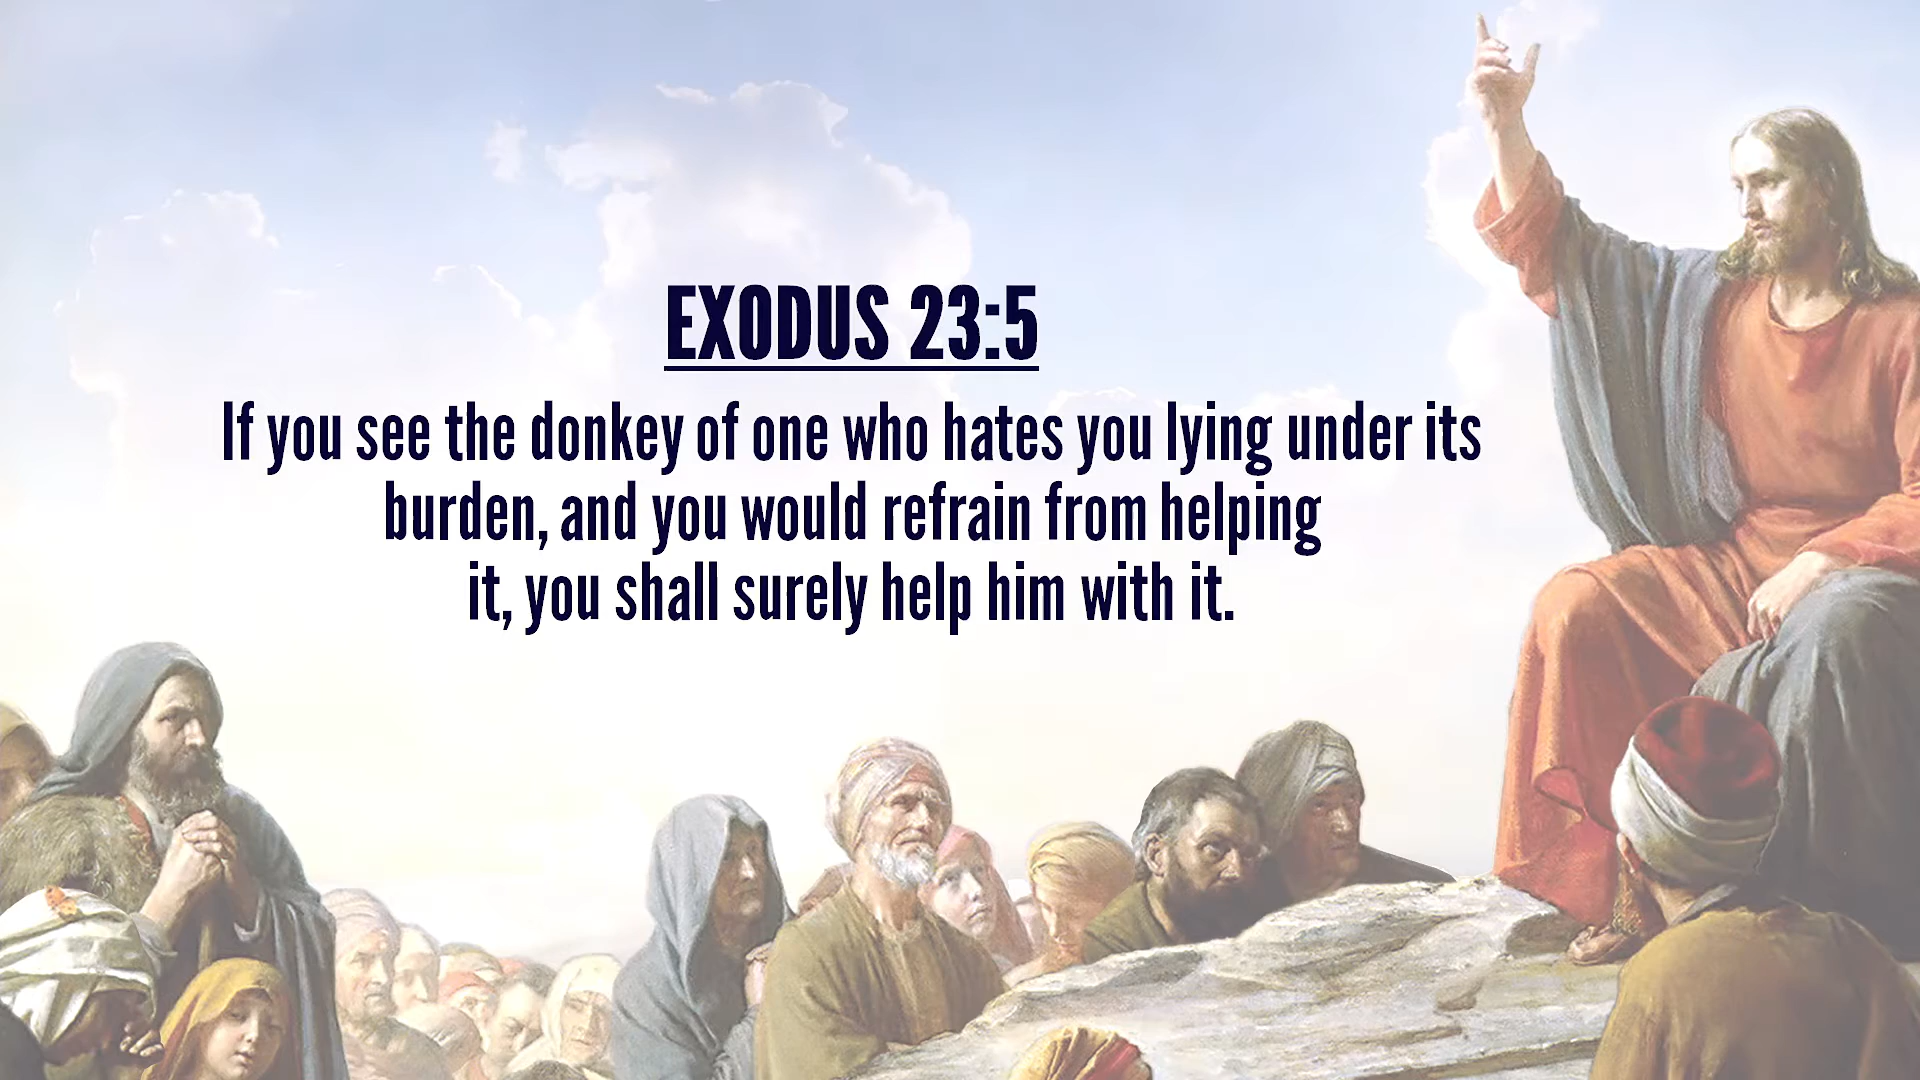 EXODUS 23:5
If you see the donkey of one who hates you lying under its
burden, and you would refrain from helping
it, you shall surely help him with it.